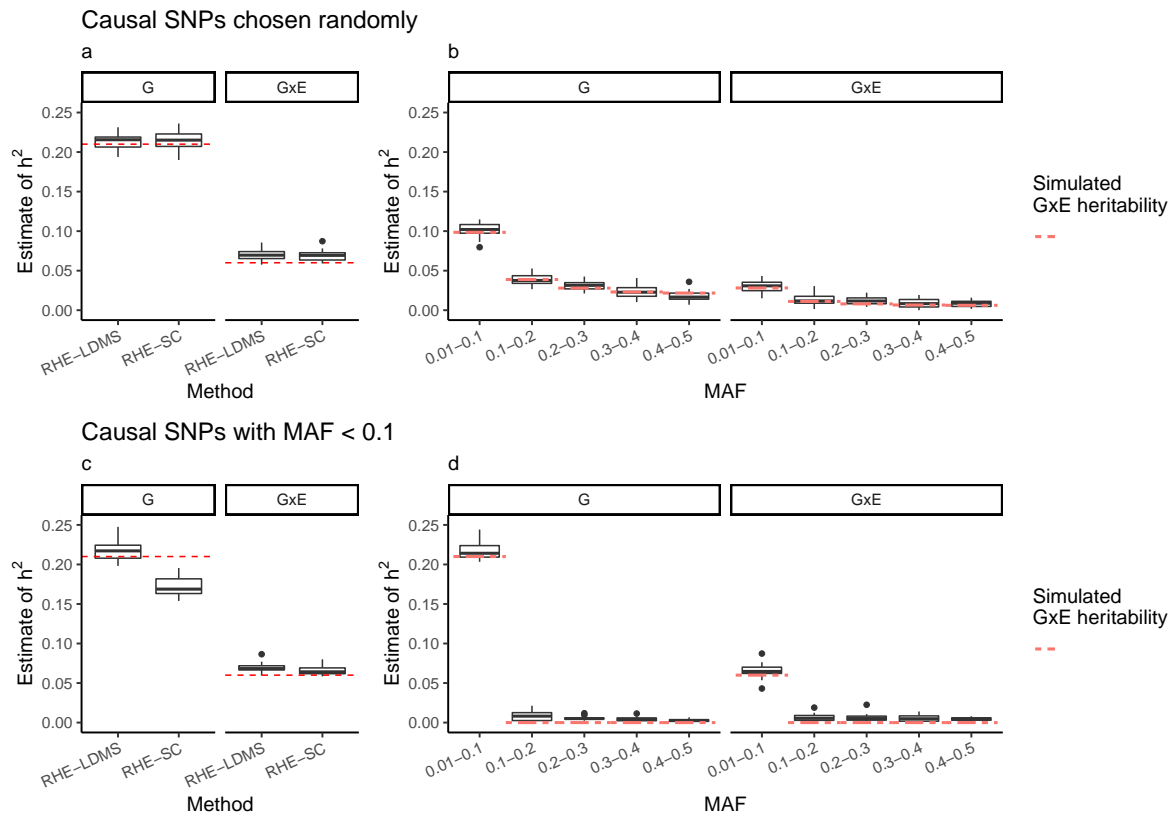 Causal SNPs chosen randomly
a
b
G
GxE
G
GxE
0.25
0.20
0.15
0.10
0.05
0.00
Estimate of h²
RHE−LDMS
RHE−SC
RHE−LDMS
RHE−SC
Method
0.25
0.20
0.15
0.10
0.05
0.00
Estimate of h²
0.01−0.1
0.1−0.2
0.2−0.3
0.3−0.4
0.4−0.5
0.01−0.1
0.1−0.2
0.2−0.3
0.3−0.4
0.4−0.5
MAF
Simulated
GxE heritability
Causal SNPs with MAF < 0.1
c
d
G
GxE
G
GxE
0.25
0.20
0.15
0.10
0.05
0.00
Estimate of h²
RHE−LDMS
RHE−SC
RHE−LDMS
RHE−SC
Method
0.25
0.20
0.15
0.10
0.05
0.00
Estimate of h²
0.01−0.1
0.1−0.2
0.2−0.3
0.3−0.4
0.4−0.5
0.01−0.1
0.1−0.2
0.2−0.3
0.3−0.4
0.4−0.5
MAF
Simulated
GxE heritability